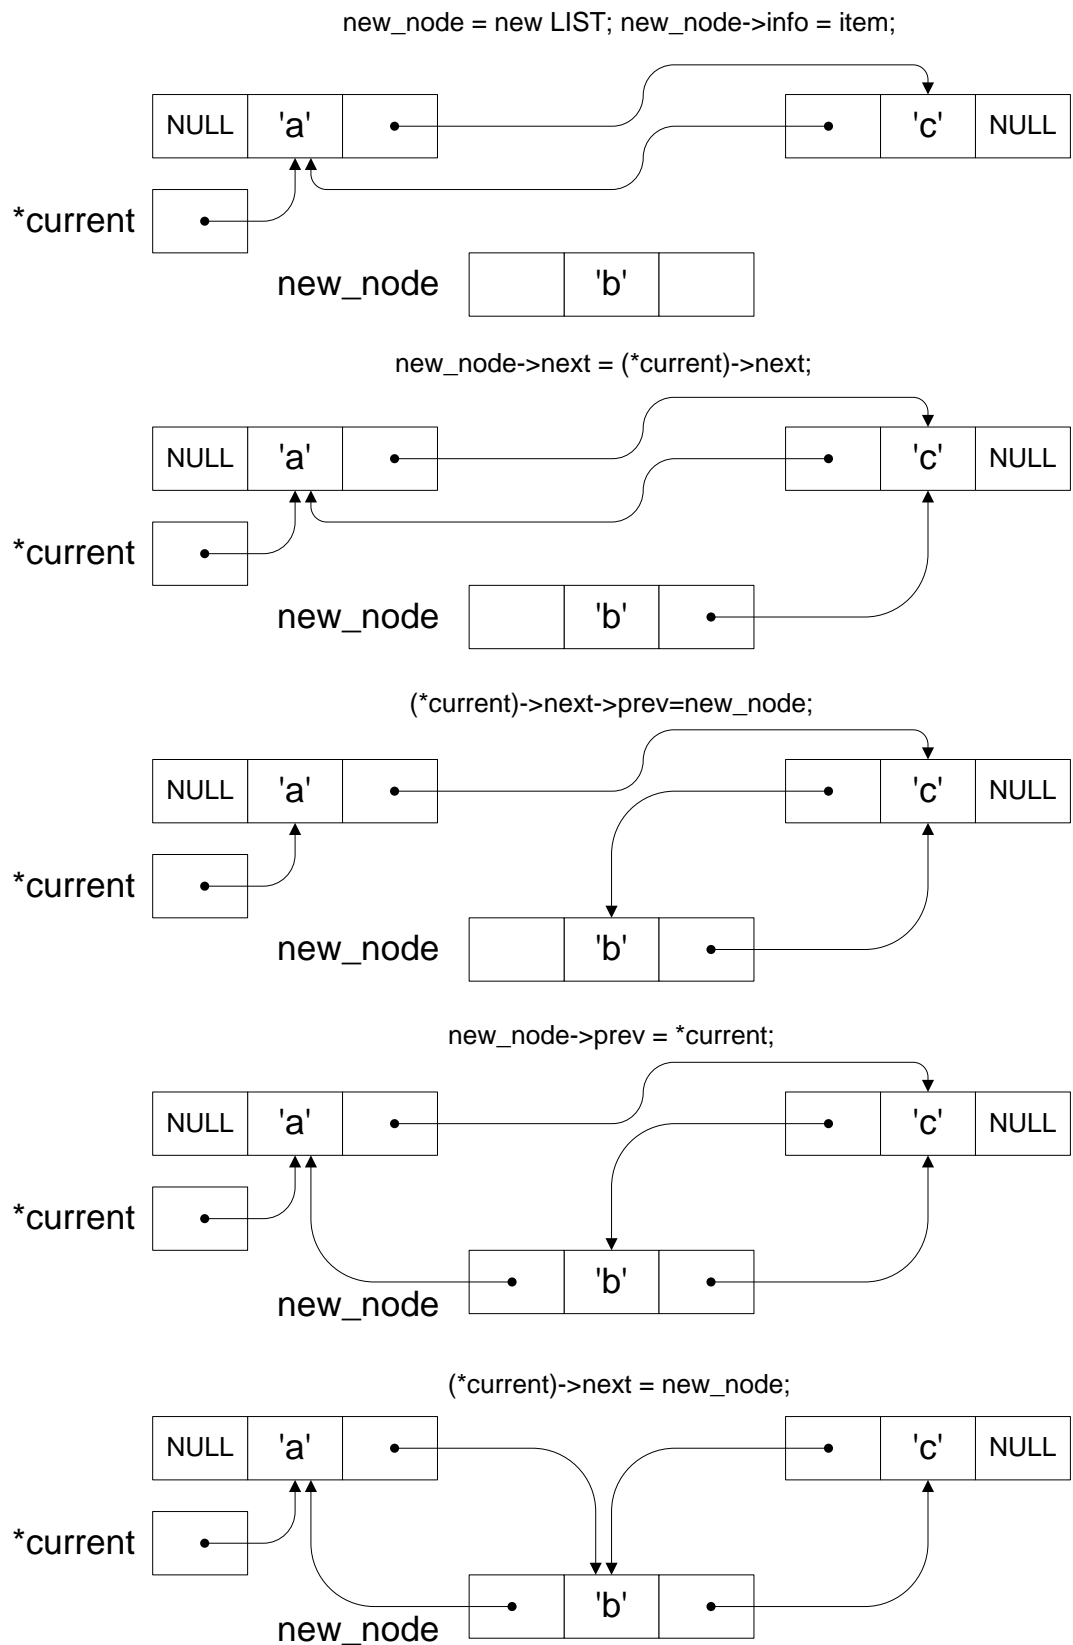 new_node = new LIST; new_node->info = item;
NULL 'a' 'c' NULL
*current
new_node 'b'
new_node->next = (*current)->next;
NULL 'a' 'c' NULL
*current
new_node 'b'
(*current)->next->prev=new_node;
NULL 'a' 'c' NULL
*current
new_node 'b'
new_node->prev = *current;
NULL 'a' 'c' NULL
*current
new_node 'b'
(*current)->next = new_node;
NULL 'a' 'c' NULL
*current
new_node 'b'